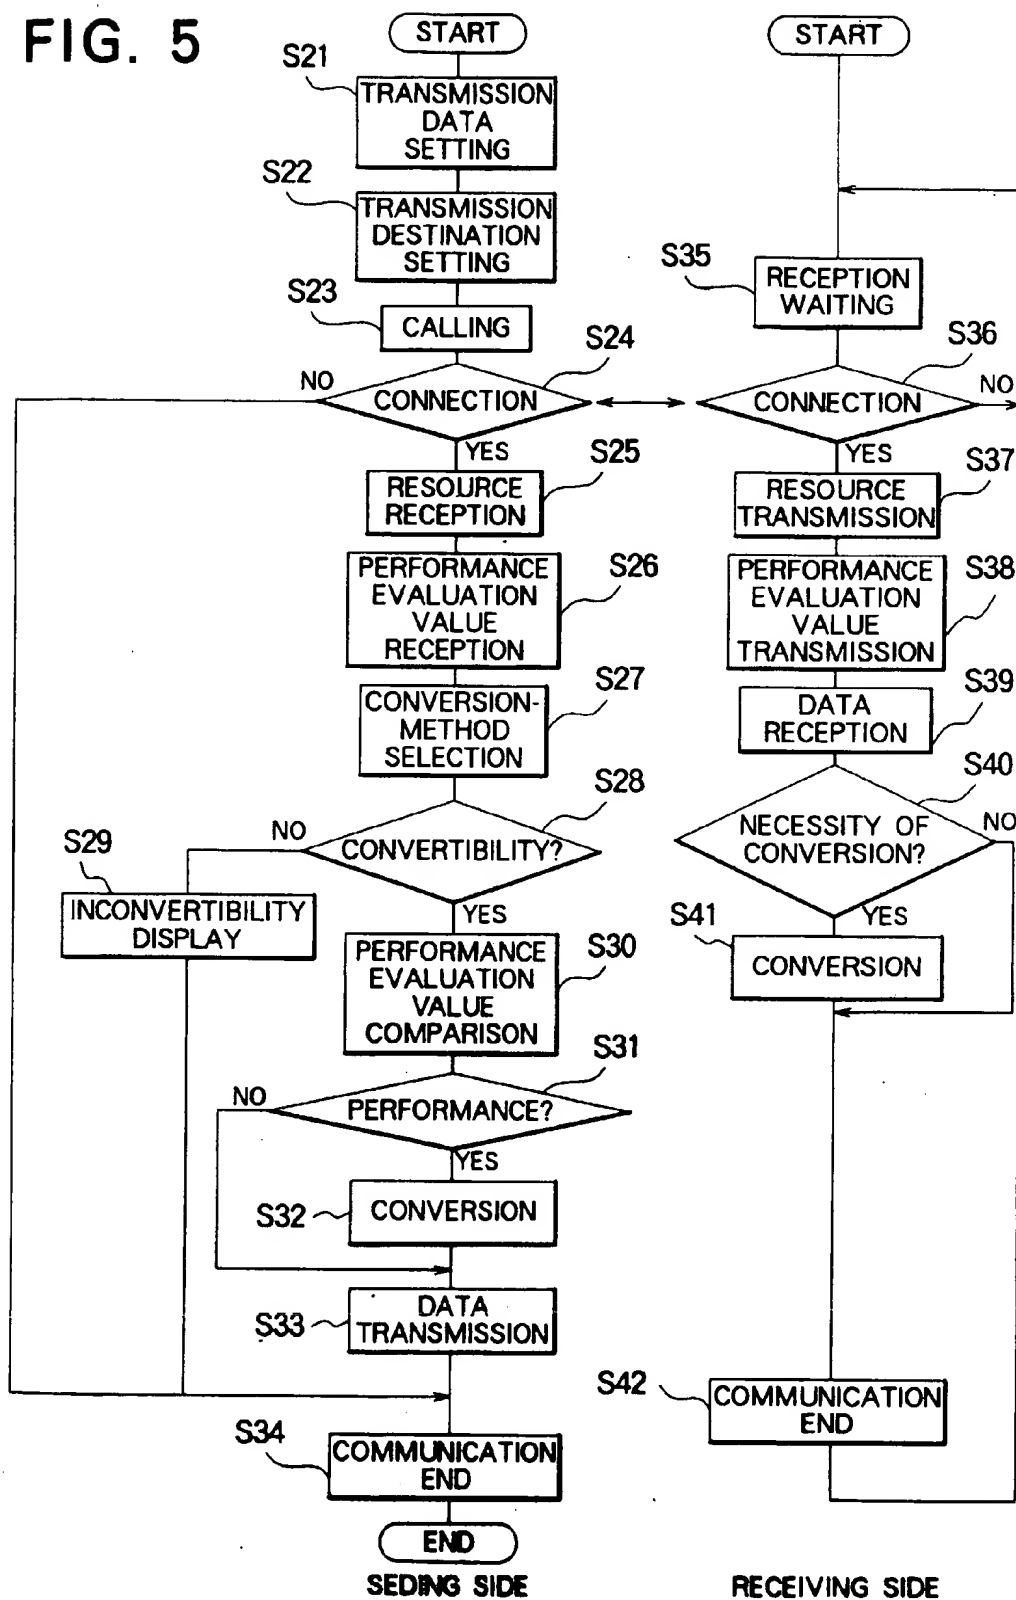 FIG. 5
START
S21
TRANSMISSION
DATA
SETTING
S22
TRANSMISSION
DESTINATION
SETTING
S23
CALLING
S24
NO
CONNECTION
YES
S25
RESOURCE
RECEPTION
S26
PERFORMANCE
EVALUATION
VALUE
RECEPTION
S27
CONVERSION-
METHOD
SELECTION
S28
NO
CONVERTIBILITY?
YES
S29
INCONVERTIBILITY
DISPLAY
S30
PERFORMANCE
EVALUATION
VALUE
COMPARISON
S31
NO
PERFORMANCE?
YES
S32
CONVERSION
S33
DATA
TRANSMISSION
S34
COMMUNICATION
END
END
SEDING SIDE
START
S35
RECEPTION
WAITING
S36
CONNECTION
NO
YES
S37
RESOURCE
TRANSMISSION
S38
PERFORMANCE
EVALUATION
VALUE
TRANSMISSION
S39
DATA
RECEPTION
S40
NECESSITY OF
CONVERSION?
NO
YES
S41
CONVERSION
S42
COMMUNICATION
END
RECEIVING SIDE